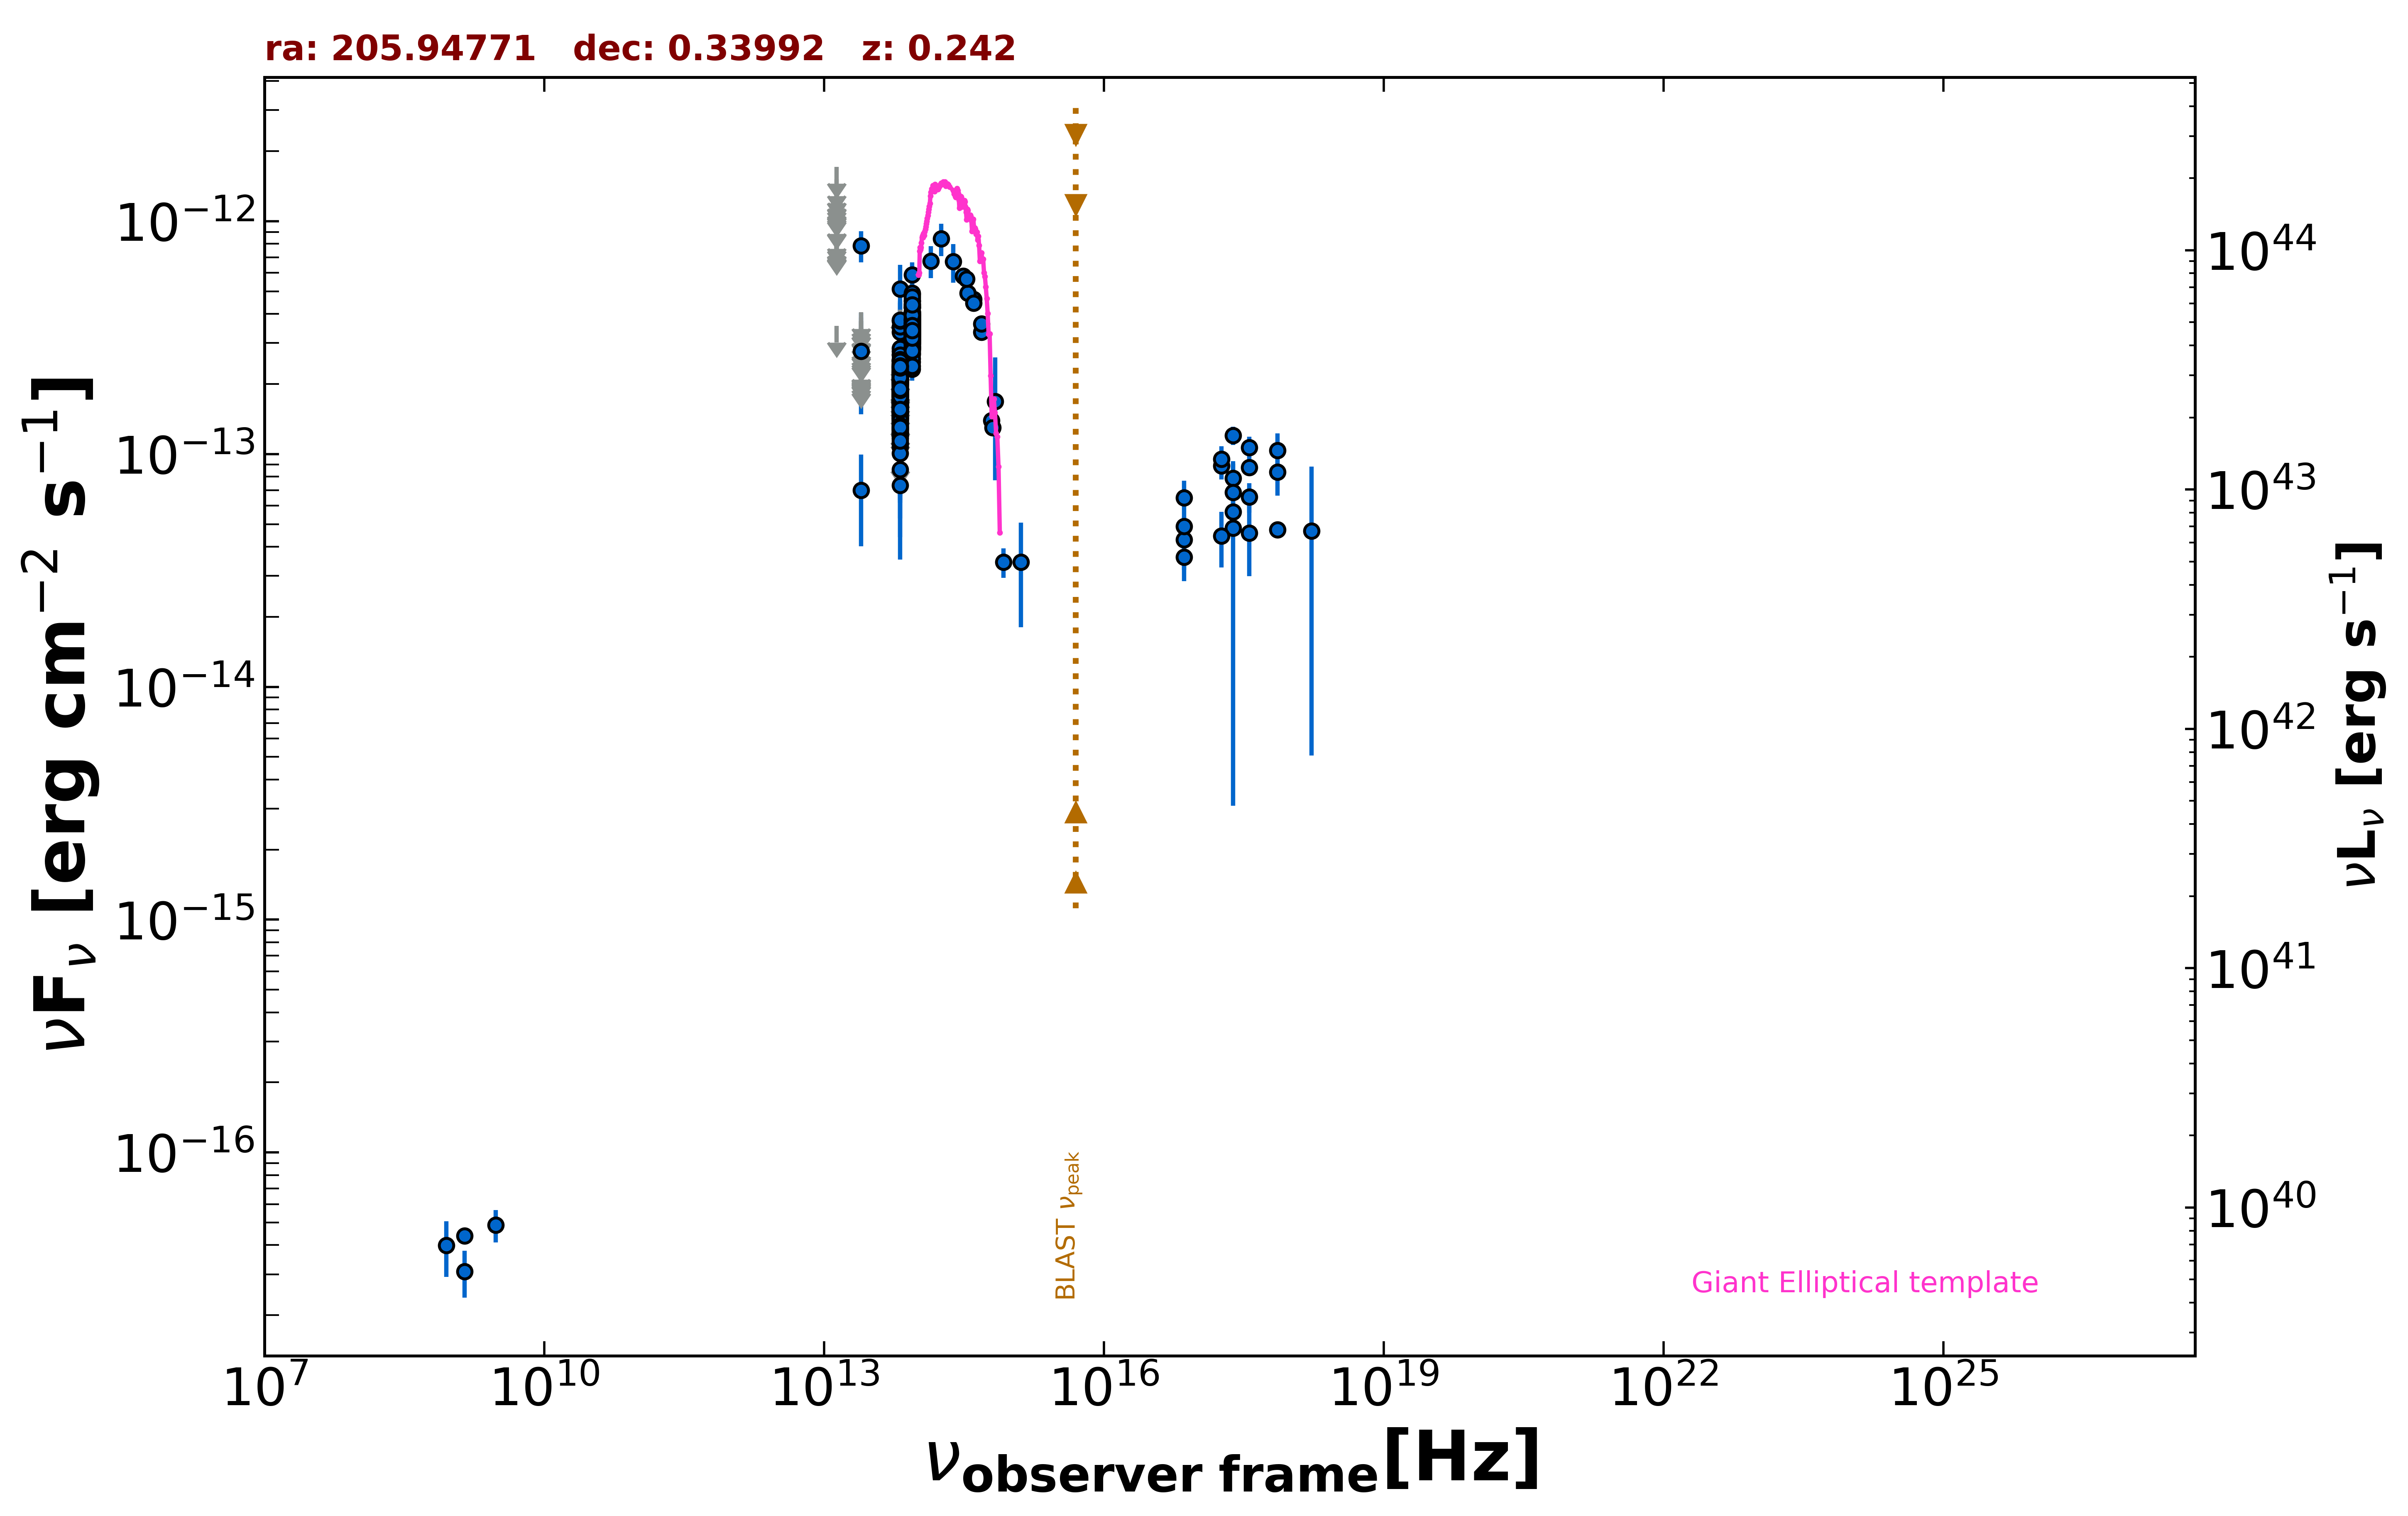 ra: 205.94771 dec: 0.33992 z: 0.242
νFν [erg cm−2 s−1]
10−12
10−13
10−14
10−15
10−16
1044
1043
1042
1041
1040
νLν [erg s−1]
BLAST νpeak
Giant Elliptical template
107
1010
1013
1016
1019
1022
1025
νobserver frame[Hz]